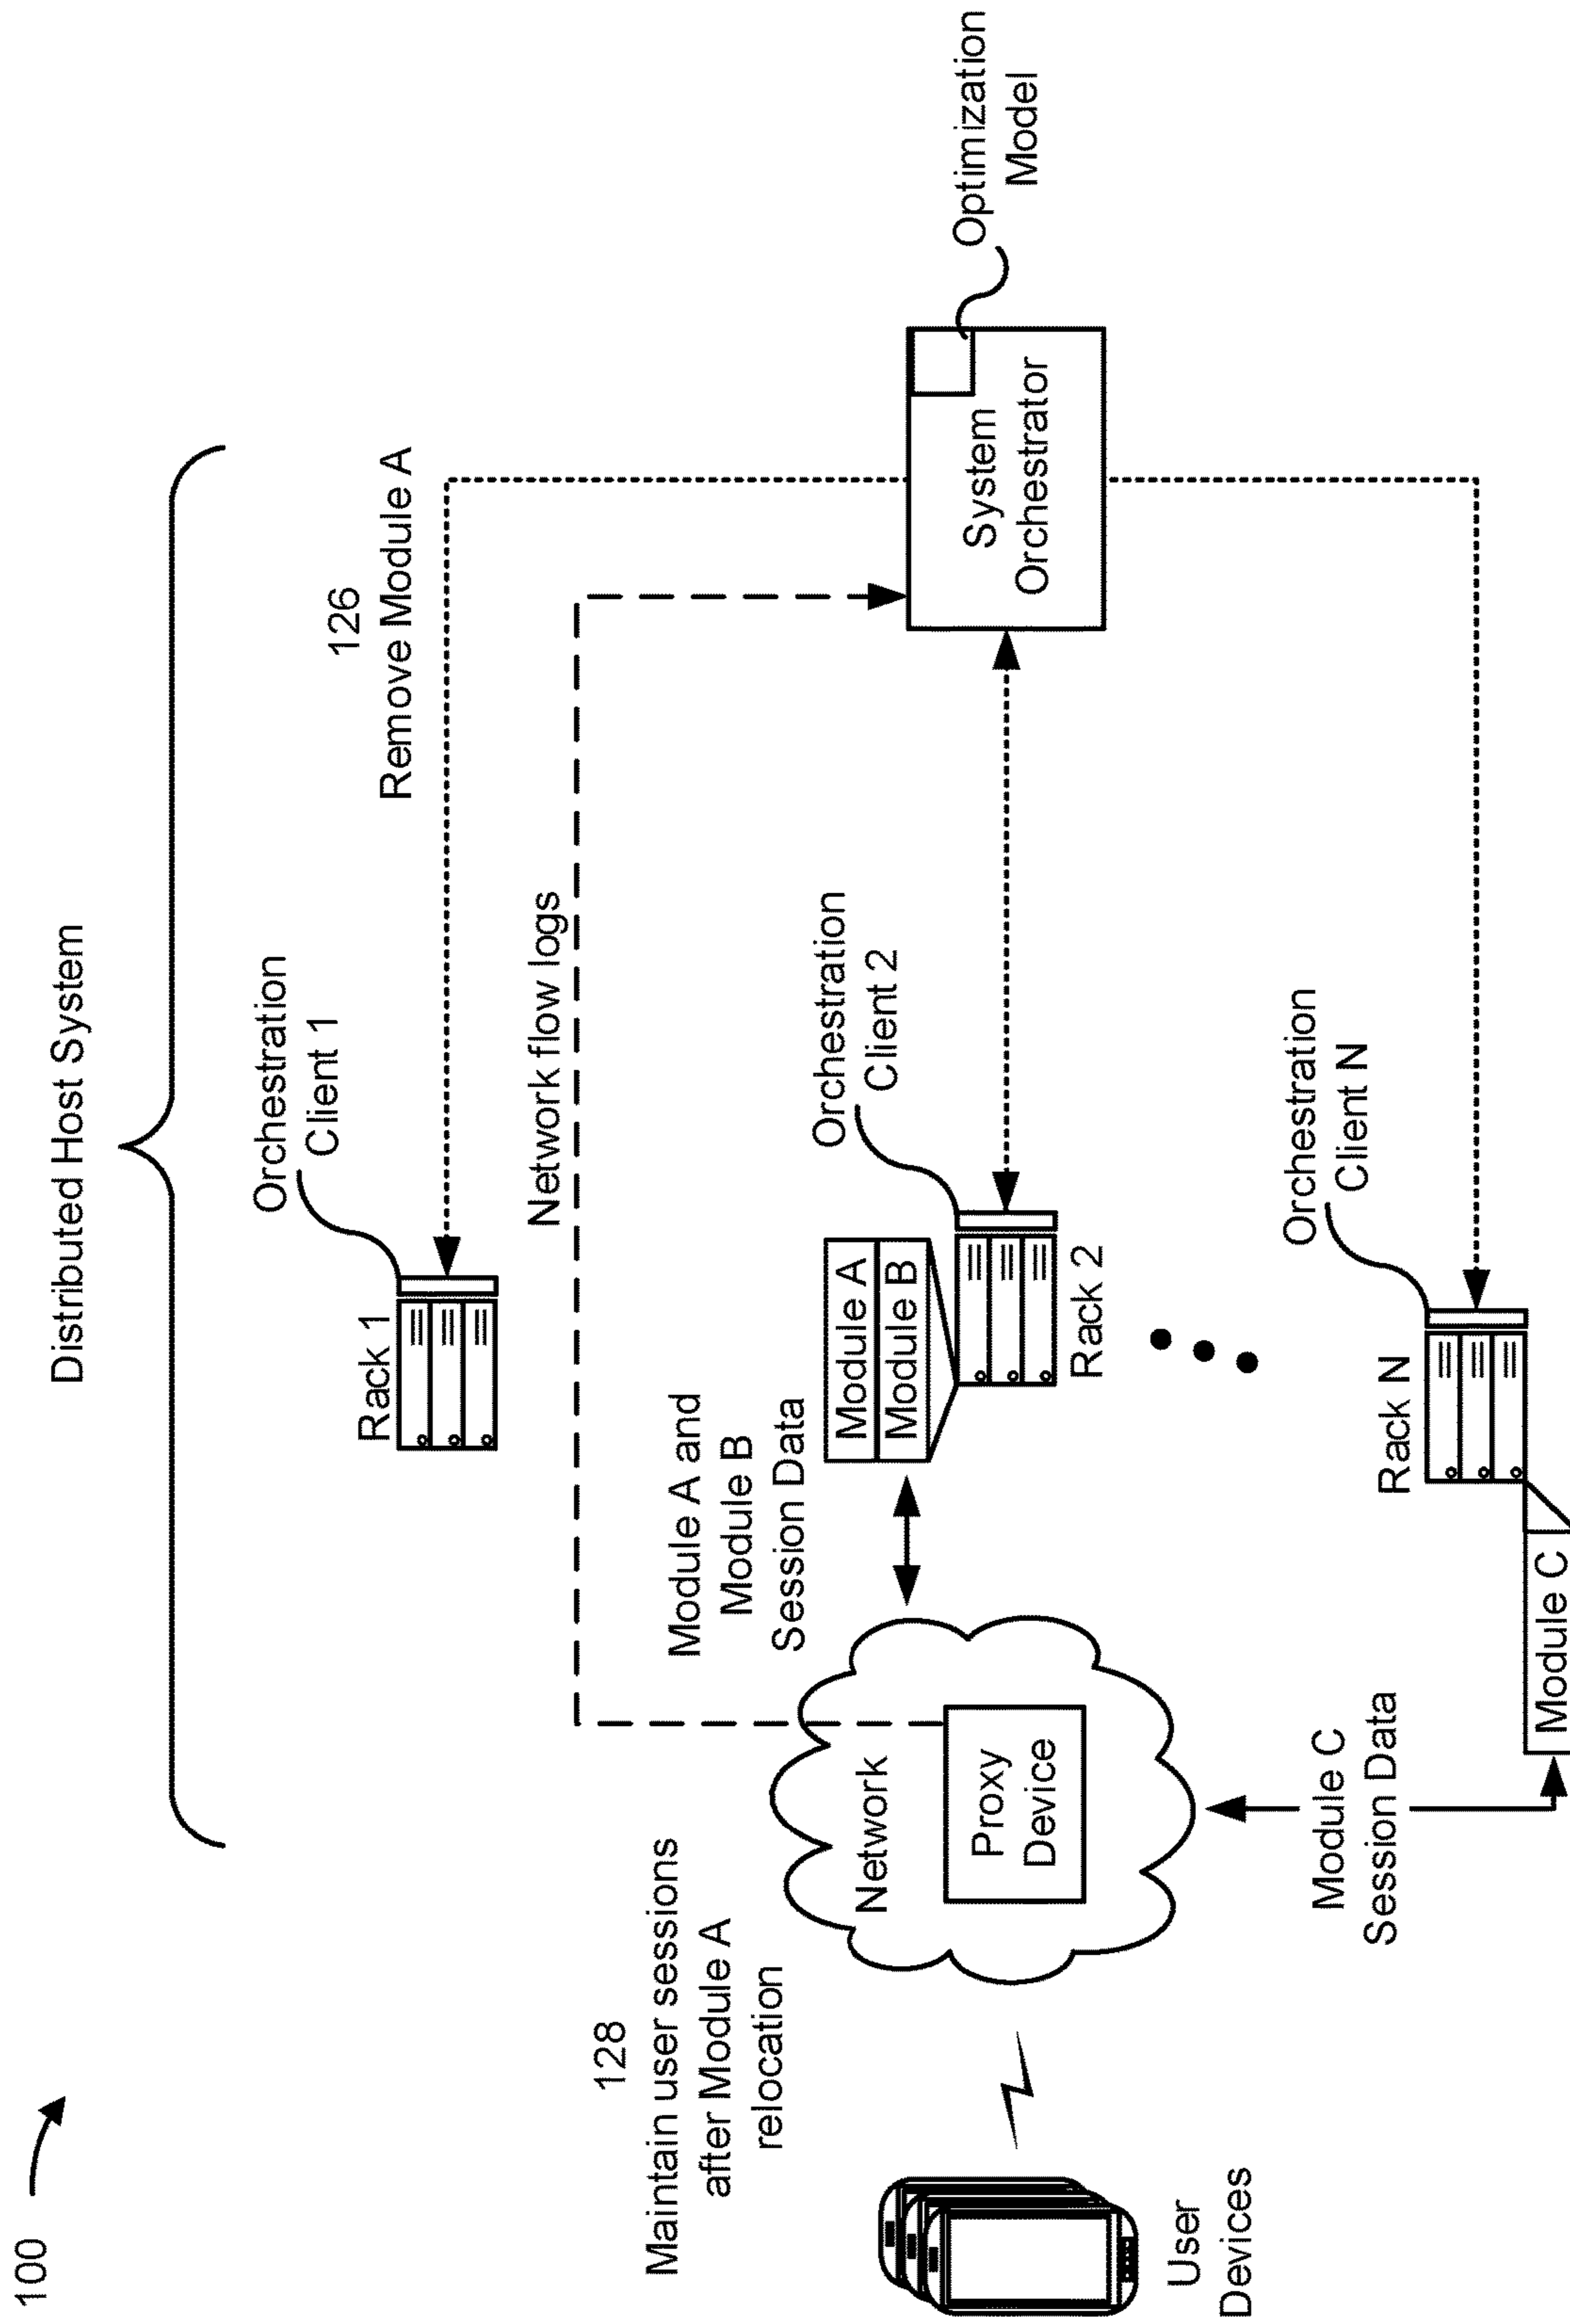 100
Distributed Host System
126
Remove Module A
Orchestration
Client 1
Rack 1
Network flow logs
128
Maintain user sessions
after Module A
relocation
Module A and
Module B
Session Data
Orchestration
Client 2
Module A
Module B
Rack 2
Network
Proxy
Device
System
Orchestrator
Optimization
Model
User
Devices
Module C
Session Data
Orchestration
Client N
Rack N
Module C